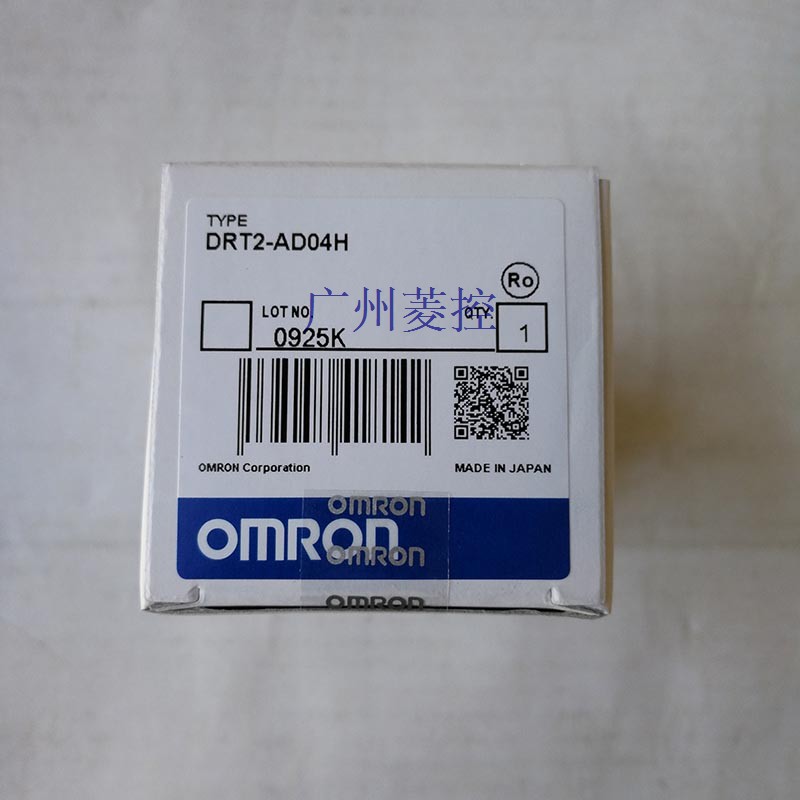 TYPE
DRT2-AD04H
Ro
LOT NO. QTY.
广州菱控
0925K 1
OMRON Corporation MADE IN JAPAN
OMRON
OMRON
OMRON
OMRON